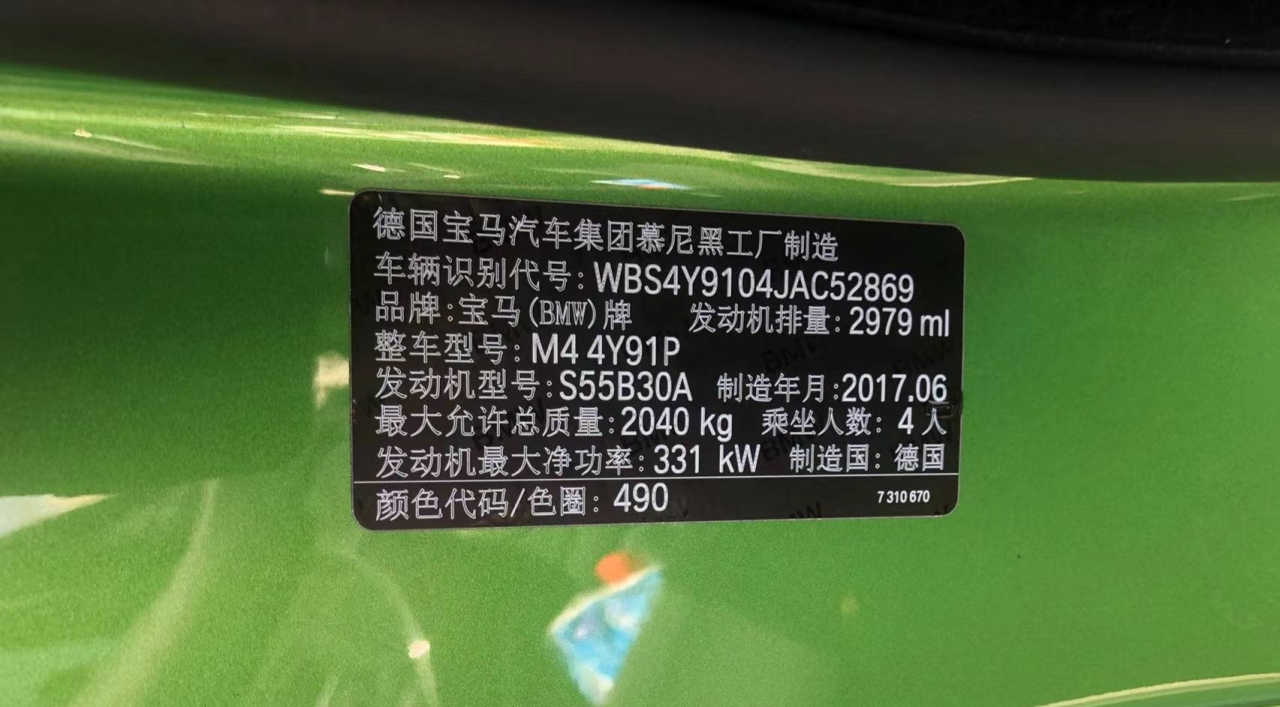 德国宝马汽车集团慕尼黑工厂制造
车辆识别代号: WBS4Y9104JAC52869
品牌:宝马(BMW)牌 发动机排量: 2979 ml
整车型号: M4 4Y91P
发动机型号: S55B30A 制造年月:2017.06
最大允许总质量: 2040 kg 乘坐人数: 4 人
发动机最大净功率: 331 kW 制造国: 德国
颜色代码/色圈: 490 7 310 670